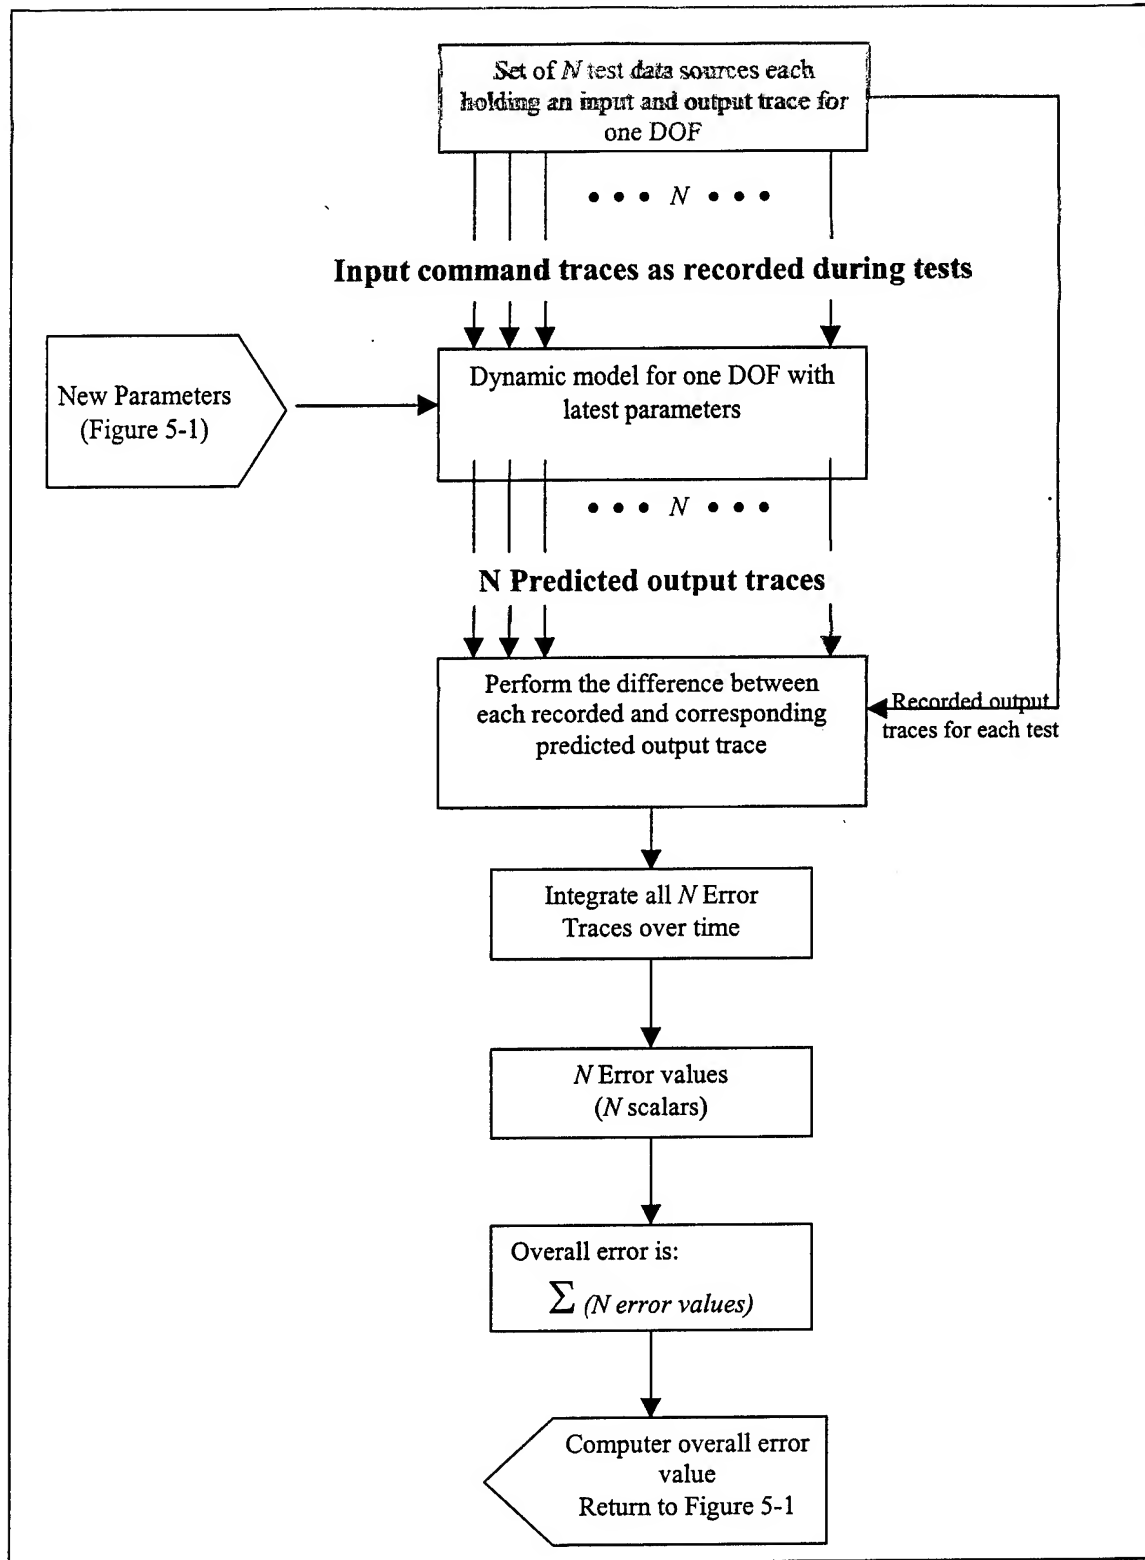 Set of N test data sources each
holding an input and output trace for
one DOF
• • • N • • •
Input command traces as recorded during tests
New Parameters
(Figure 5-1)
Dynamic model for one DOF with
latest parameters
• • • N • • •
N Predicted output traces
Perform the difference between
each recorded and corresponding
predicted output trace
Recorded output
traces for each test
Integrate all N Error
Traces over time
N Error values
(N scalars)
Overall error is:
Σ (N error values)
Computer overall error
value
Return to Figure 5-1